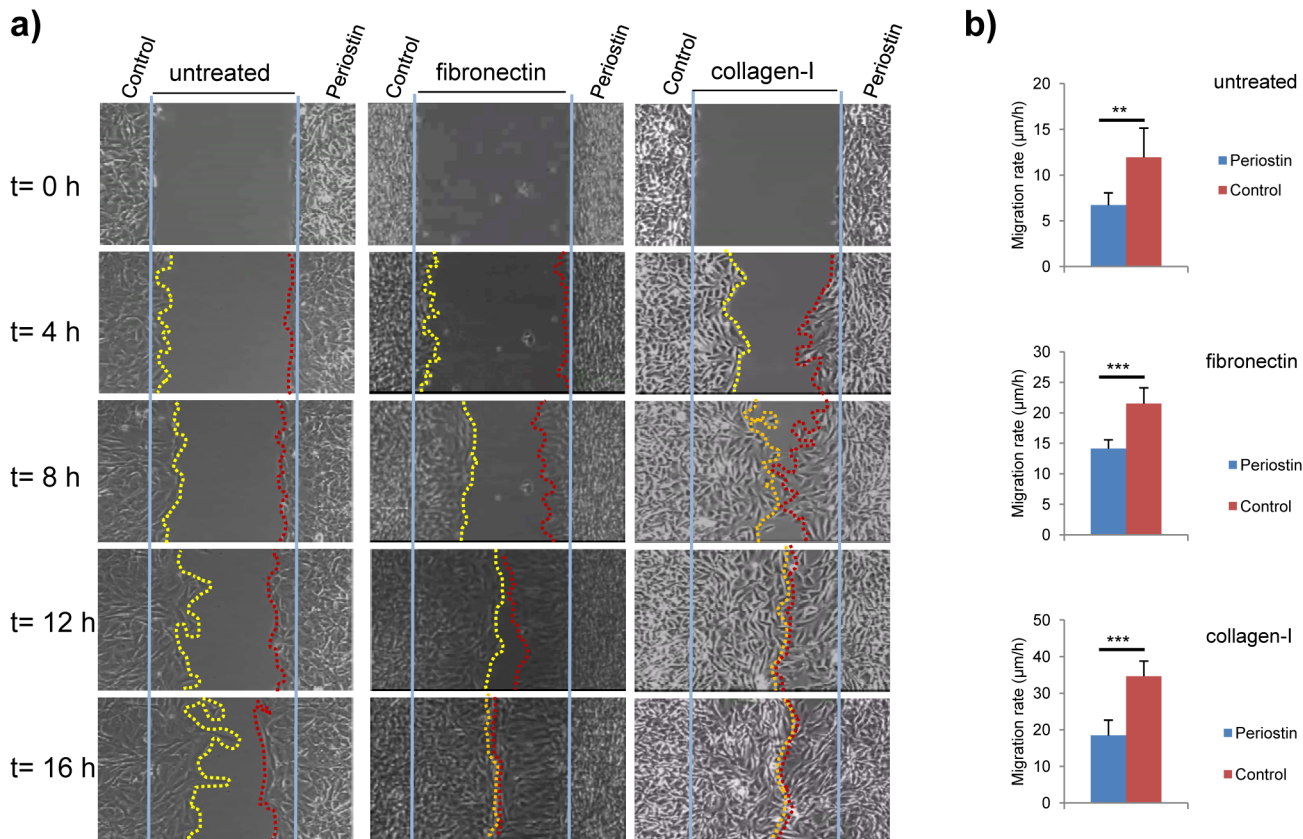 a)
Control
untreated
Periostin
Control
fibronectin
Periostin
Control
collagen-I
Periostin
t= 0 h
t= 4 h
t= 8 h
t= 12 h
t= 16 h
b)
untreated
Migration rate (µm/h)
20
15
10
5
0
**
Periostin
Control
fibronectin
Migration rate (µm/h)
30
25
20
15
10
5
0
***
Periostin
Control
collagen-I
Migration rate (µm/h)
50
40
30
20
10
0
***
Periostin
Control